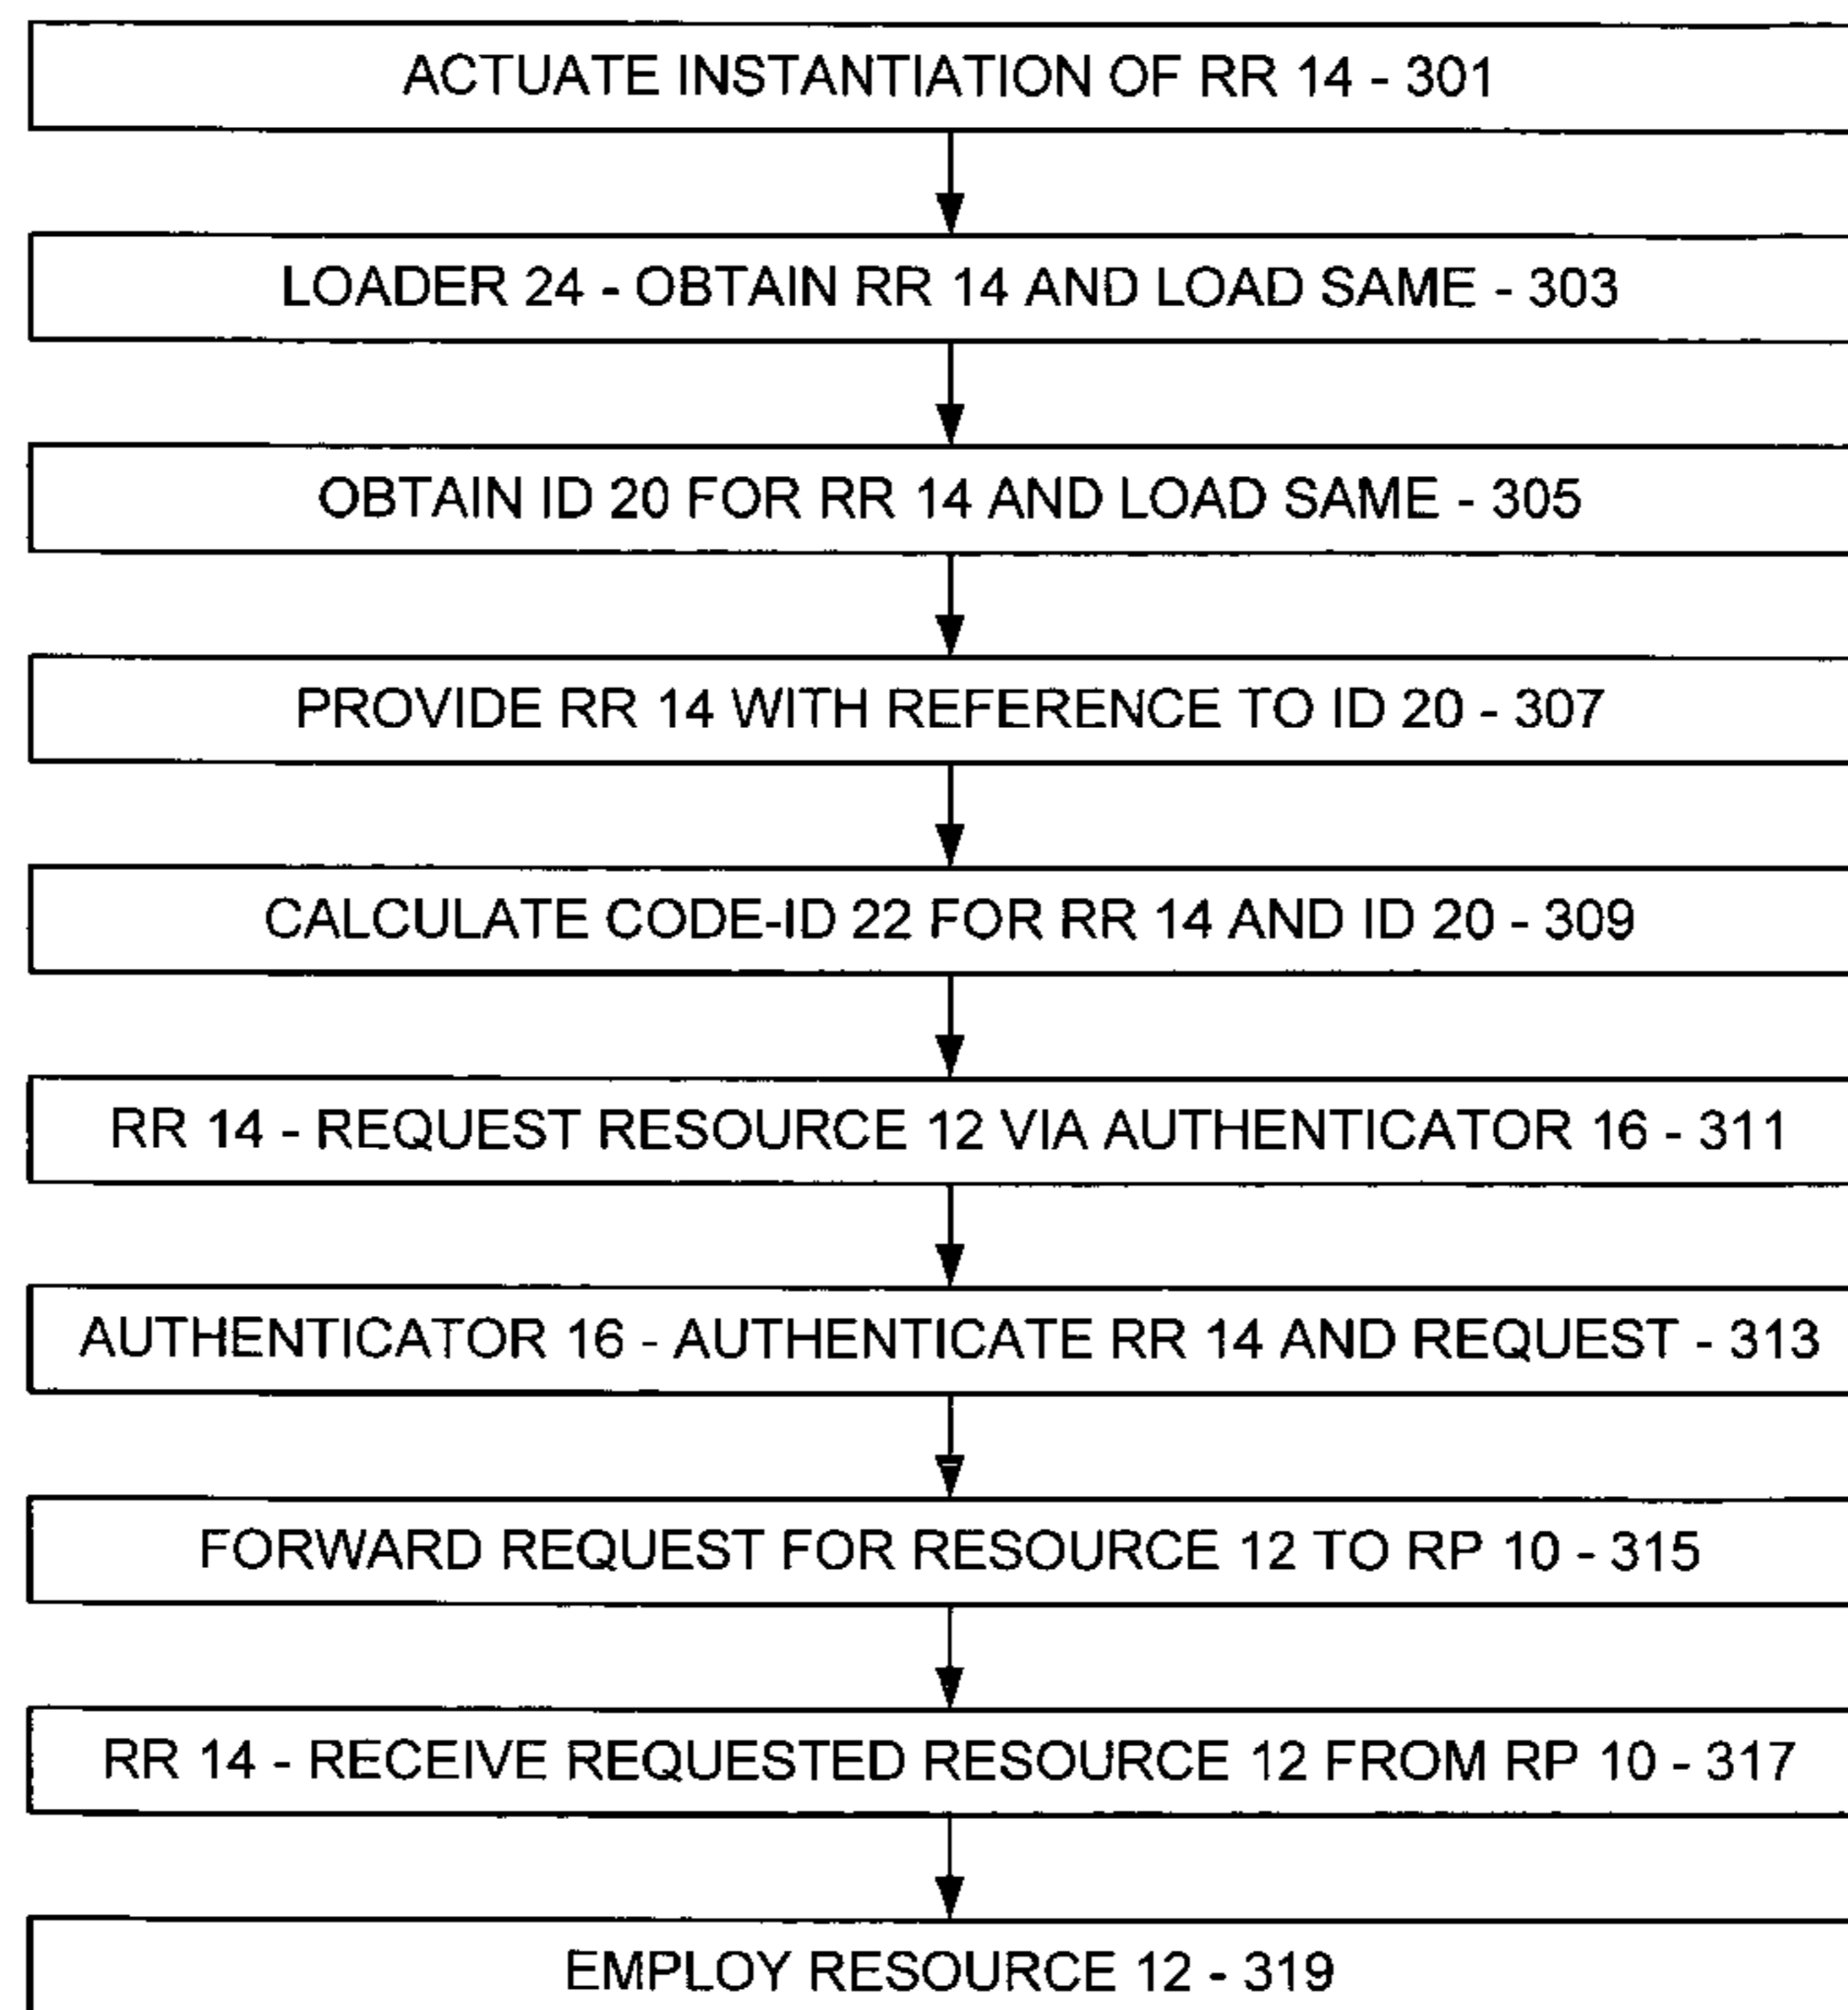 ACTUATE INSTANTIATION OF RR 14 - 301
LOADER 24 - OBTAIN RR 14 AND LOAD SAME - 303
OBTAIN ID 20 FOR RR 14 AND LOAD SAME - 305
PROVIDE RR 14 WITH REFERENCE TO ID 20 - 307
CALCULATE CODE-ID 22 FOR RR 14 AND ID 20 - 309
RR 14 - REQUEST RESOURCE 12 VIA AUTHENTICATOR 16 - 311
AUTHENTICATOR 16 - AUTHENTICATE RR 14 AND REQUEST - 313
FORWARD REQUEST FOR RESOURCE 12 TO RP 10 - 315
RR 14 - RECEIVE REQUESTED RESOURCE 12 FROM RP 10 - 317
EMPLOY RESOURCE 12 - 319